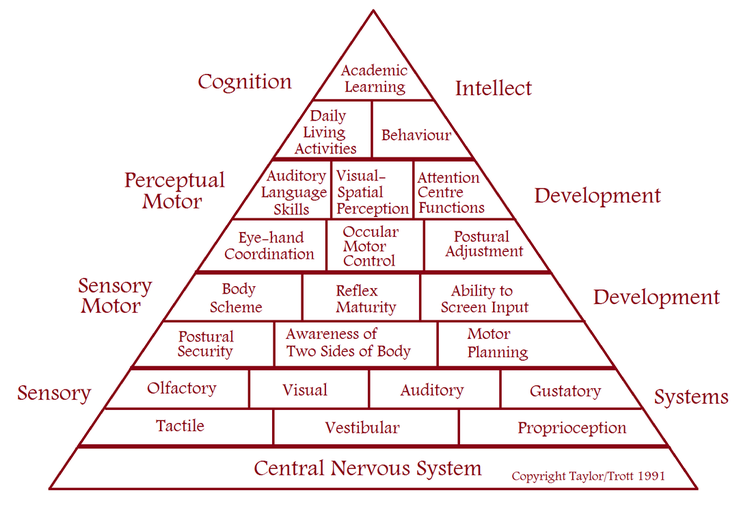 Academic
Learning
Cognition
Intellect
Daily
Living
Activities
Behaviour
Perceptual
Motor
Auditory
Language
Skills
Visual-
Spatial
Perception
Attention
Centre
Functions
Development
Eye-hand
Coordination
Occular
Motor
Control
Postural
Adjustment
Sensory
Motor
Body
Scheme
Reflex
Maturity
Ability to
Screen Input
Development
Postural
Security
Awareness of
Two Sides of Body
Motor
Planning
Sensory
Olfactory
Visual
Auditory
Gustatory
Systems
Tactile
Vestibular
Proprioception
Central Nervous System
Copyright Taylor/Trott 1991